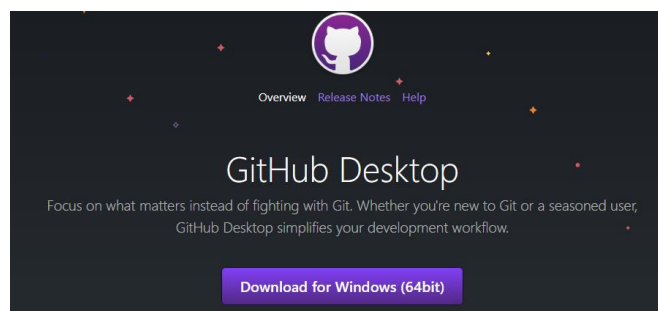 Overview Release Notes Help
GitHub Desktop
Focus on what matters instead of fighting with Git. Whether you're new to Git or a seasoned user,
GitHub Desktop simplifies your development workflow.
Download for Windows (64bit)